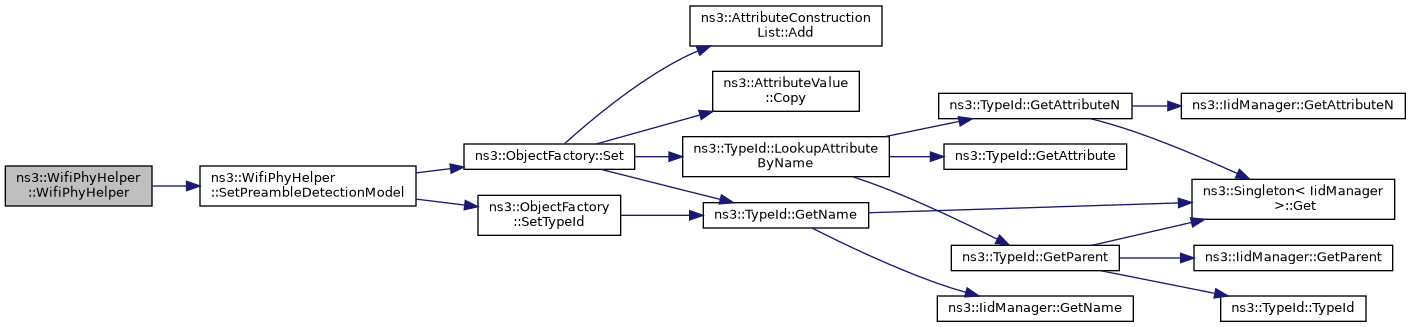 ns3::WifiPhyHelper
::WifiPhyHelper
ns3::WifiPhyHelper
::SetPreambleDetectionModel
ns3::ObjectFactory::Set
ns3::ObjectFactory
::SetTypeId
ns3::AttributeConstruction
List::Add
ns3::AttributeValue
::Copy
ns3::TypeId::LookupAttribute
ByName
ns3::TypeId::GetName
ns3::TypeId::GetAttributeN
ns3::TypeId::GetAttribute
ns3::TypeId::GetParent
ns3::IidManager::GetName
ns3::IidManager::GetAttributeN
ns3::Singleton< IidManager
>::Get
ns3::IidManager::GetParent
ns3::TypeId::TypeId